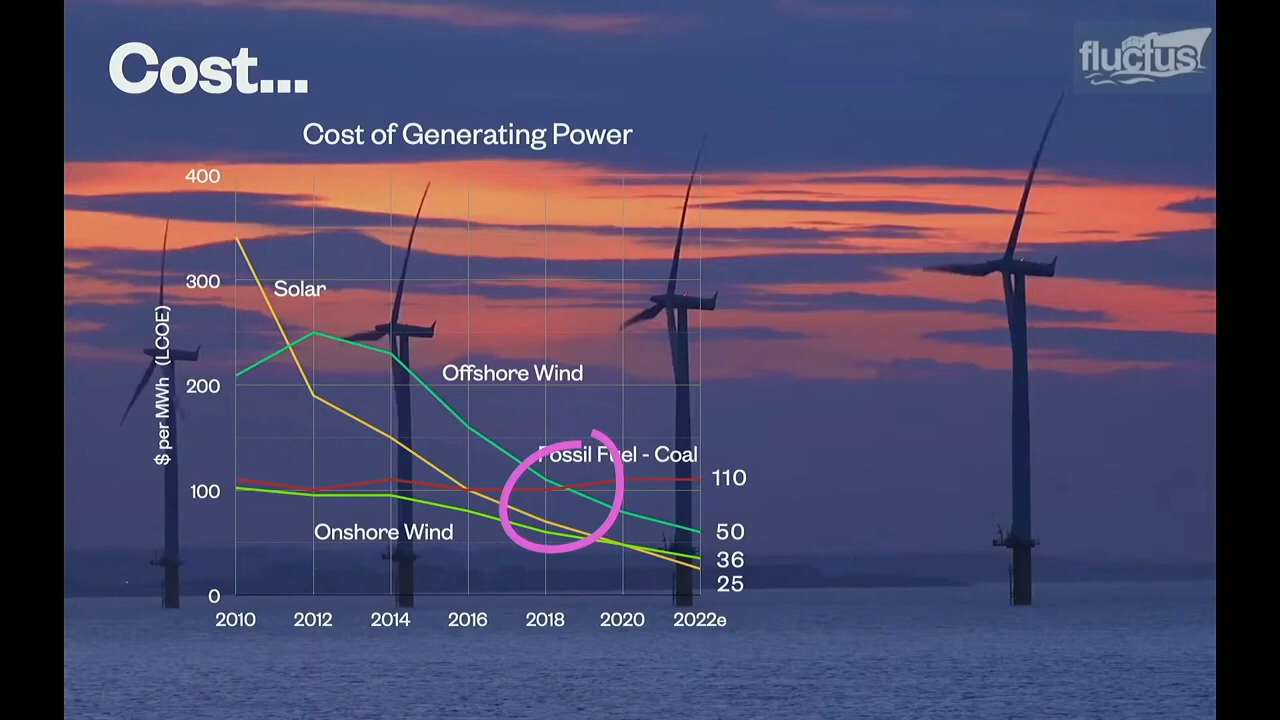 Cost...
fluctus
Cost of Generating Power
400
300
200
100
0
$ per MWh (LCOE)
Solar
Offshore Wind
Fossil Fuel - Coal
Onshore Wind
110
50
36
25
2010 2012 2014 2016 2018 2020 2022e